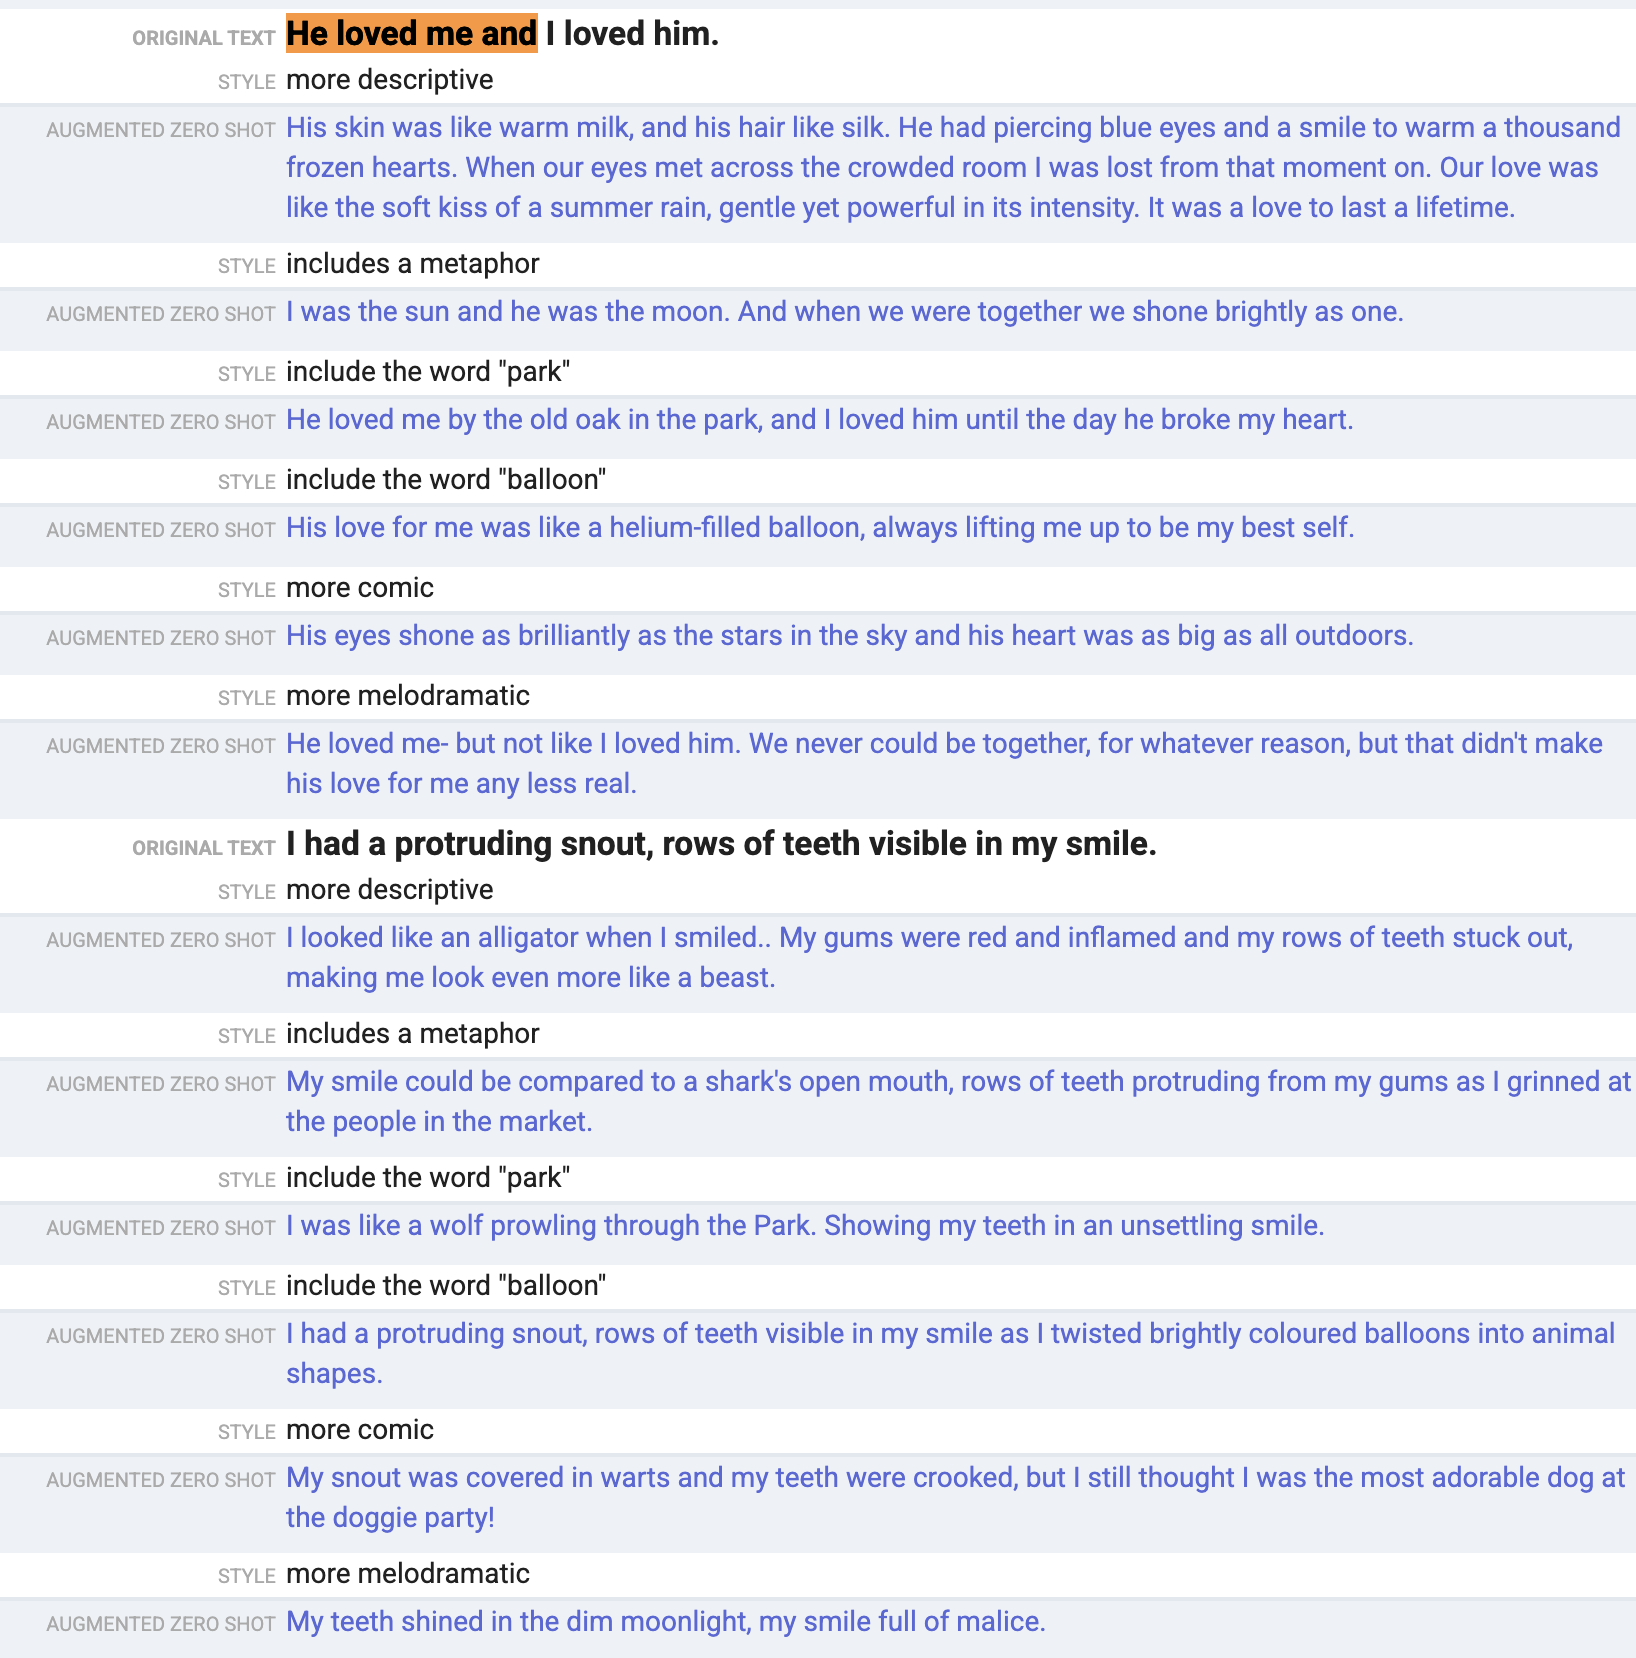 ORIGINAL TEXT He loved me and I loved him.
STYLE more descriptive
AUGMENTED ZERO SHOT His skin was like warm milk, and his hair like silk. He had piercing blue eyes and a smile to warm a thousand
frozen hearts. When our eyes met across the crowded room I was lost from that moment on. Our love was
like the soft kiss of a summer rain, gentle yet powerful in its intensity. It was a love to last a lifetime.
STYLE includes a metaphor
AUGMENTED ZERO SHOT I was the sun and he was the moon. And when we were together we shone brightly as one.
STYLE include the word "park"
AUGMENTED ZERO SHOT He loved me by the old oak in the park, and I loved him until the day he broke my heart.
STYLE include the word "balloon"
AUGMENTED ZERO SHOT His love for me was like a helium-filled balloon, always lifting me up to be my best self.
STYLE more comic
AUGMENTED ZERO SHOT His eyes shone as brilliantly as the stars in the sky and his heart was as big as all outdoors.
STYLE more melodramatic
AUGMENTED ZERO SHOT He loved me- but not like I loved him. We never could be together, for whatever reason, but that didn't make
his love for me any less real.
ORIGINAL TEXT I had a protruding snout, rows of teeth visible in my smile.
STYLE more descriptive
AUGMENTED ZERO SHOT I looked like an alligator when I smiled.. My gums were red and inflamed and my rows of teeth stuck out,
making me look even more like a beast.
STYLE includes a metaphor
AUGMENTED ZERO SHOT My smile could be compared to a shark's open mouth, rows of teeth protruding from my gums as I grinned at
the people in the market.
STYLE include the word "park"
AUGMENTED ZERO SHOT I was like a wolf prowling through the Park. Showing my teeth in an unsettling smile.
STYLE include the word "balloon"
AUGMENTED ZERO SHOT I had a protruding snout, rows of teeth visible in my smile as I twisted brightly coloured balloons into animal
shapes.
STYLE more comic
AUGMENTED ZERO SHOT My snout was covered in warts and my teeth were crooked, but I still thought I was the most adorable dog at
the doggie party!
STYLE more melodramatic
AUGMENTED ZERO SHOT My teeth shined in the dim moonlight, my smile full of malice.